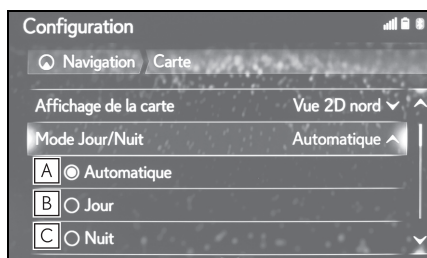 Configuration
Navigation Carte
Affichage de la carte Vue 2D nord
Mode Jour/Nuit Automatique
A Automatique
B Jour
C Nuit